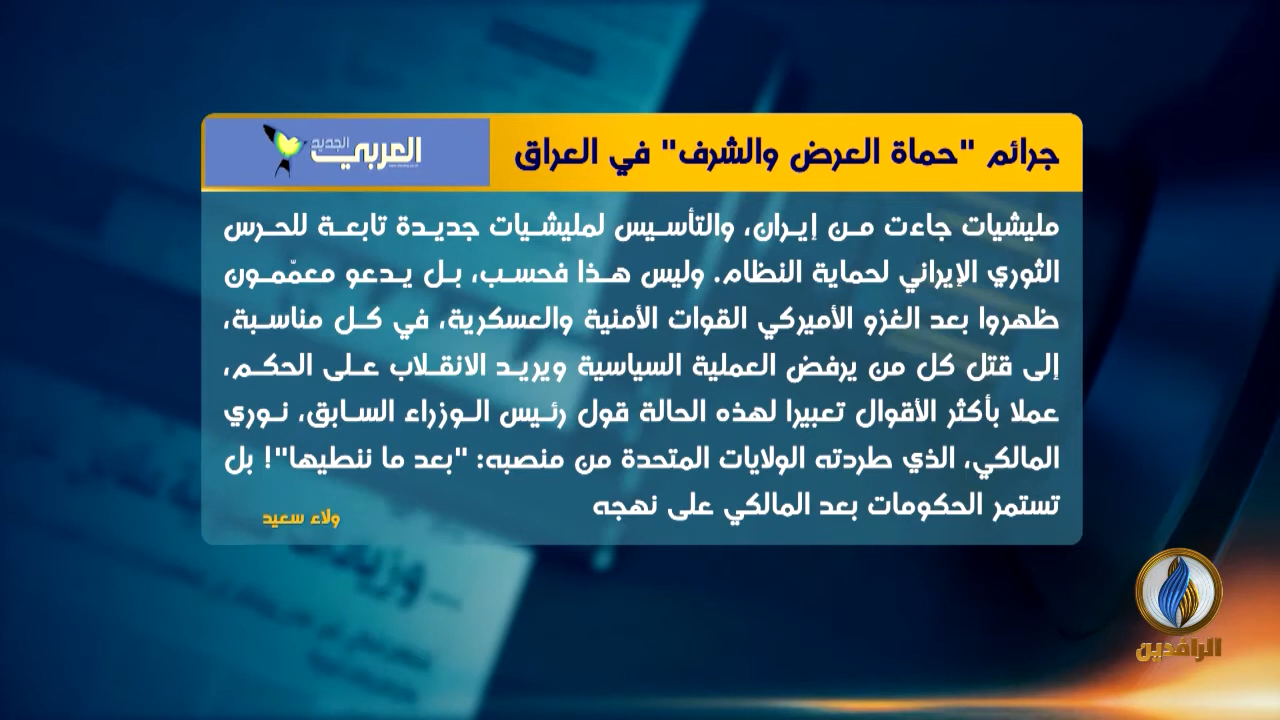 جرائم "حماة العرض والشرف" في العراق
العربي الجديد
مليشيات جاءت من إيران، والتأسيس لمليشيات جديدة تابعة للحرس
الثوري الإيراني لحماية النظام. وليس هذا فحسب، بل يدعو معمّمون
ظهروا بعد الغزو الأميركي القوات الأمنية والعسكرية، في كل مناسبة،
إلى قتل كل من يرفض العملية السياسية ويريد الانقلاب على الحكم،
عملا بأكثر الأقوال تعبيرا لهذه الحالة قول رئيس الوزراء السابق، نوري
المالكي، الذي طردته الولايات المتحدة من منصبه: "بعد ما ننطيها"! بل
تستمر الحكومات بعد المالكي على نهجه
ولاء سعيد
الرافدين